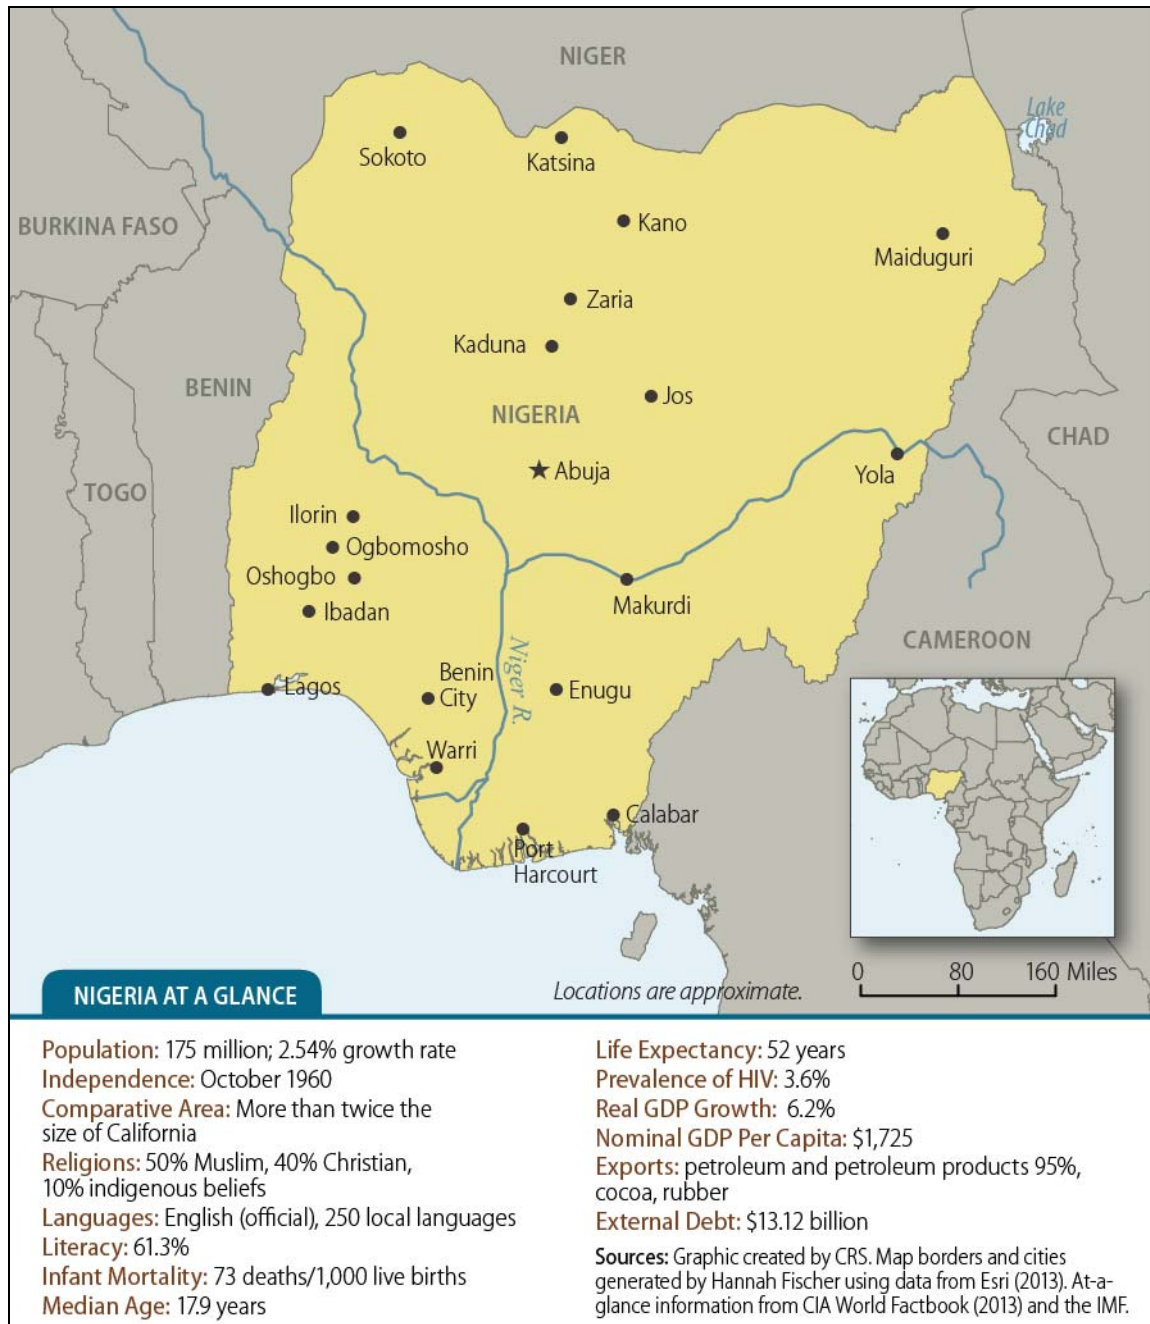 NIGER
Lake
Chad
Sokoto
Katsina
BURKINA FASO
Kano
Maiduguri
Zaria
Kaduna
BENIN
Jos
NIGERIA
CHAD
Abuja
Yola
TOGO
Ilorin
Ogbomosho
Oshogbo
Ibadan
Makurdi
CAMEROON
Niger R.
Benin
City
Lagos
Enugu
Warri
Calabar
Port
Harcourt
0 80 160 Miles
Locations are approximate.
NIGERIA AT A GLANCE
Population: 175 million; 2.54% growth rate
Independence: October 1960
Comparative Area: More than twice the
size of California
Religions: 50% Muslim, 40% Christian,
10% indigenous beliefs
Languages: English (official), 250 local languages
Literacy: 61.3%
Infant Mortality: 73 deaths/1,000 live births
Median Age: 17.9 years
Life Expectancy: 52 years
Prevalence of HIV: 3.6%
Real GDP Growth: 6.2%
Nominal GDP Per Capita: $1,725
Exports: petroleum and petroleum products 95%,
cocoa, rubber
External Debt: $13.12 billion
Sources: Graphic created by CRS. Map borders and cities
generated by Hannah Fischer using data from Esri (2013). At-a-
glance information from CIA World Factbook (2013) and the IMF.